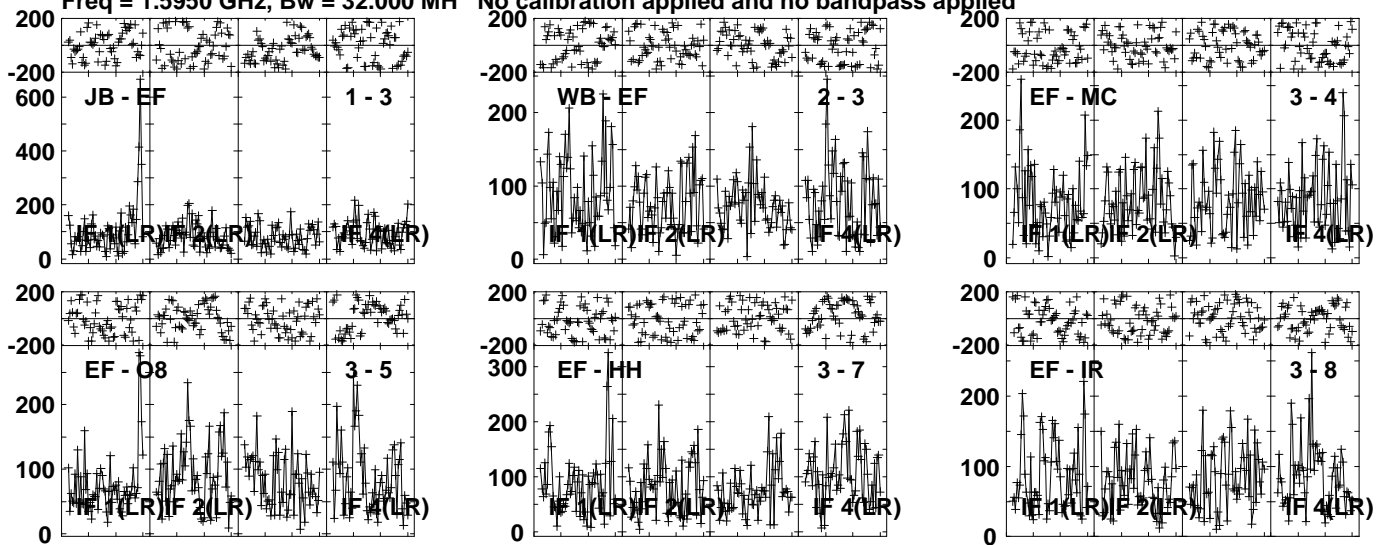 Freq = 1.5950 GHz, Bw = 32.000 MH No calibration applied and no bandpass applied
200
-200
600
400
200
0
JB - EF 1 - 3
IF 1(LR) IF 2(LR) IF 4(LR)
200
-200
200
100
0
WB - EF 2 - 3
IF 1(LR) IF 2(LR) IF 4(LR)
200
-200
200
100
0
EF - MC 3 - 4
IF 1(LR) IF 2(LR) IF 4(LR)
200
-200
200
100
0
EF - O8 3 - 5
IF 1(LR) IF 2(LR) IF 4(LR)
200
-200
300
200
100
0
EF - HH 3 - 7
IF 1(LR) IF 2(LR) IF 4(LR)
200
-200
200
100
0
EF - IR 3 - 8
IF 1(LR) IF 2(LR) IF 4(LR)